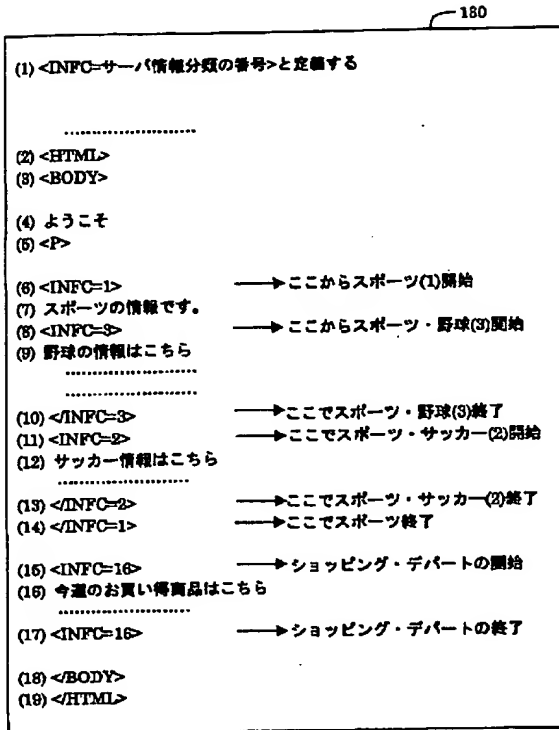 180
(1) <INFC=サーバ情報分類の番号>と定義する
........................
(2) <HTML>
(3) <BODY>
(4) ようこそ
(5) <P>
(6) <INFC=1> →ここからスポーツ(1)開始
(7) スポーツの情報です。
(8) <INFC=3> →ここからスポーツ・野球(3)開始
(9) 野球の情報はこちら
........................
........................
(10) </INFC=3> →ここでスポーツ・野球(3)終了
(11) <INFC=2> →ここでスポーツ・サッカー(2)開始
(12) サッカー情報はこちら
........................
(13) </INFC=2> →ここでスポーツ・サッカー(2)終了
(14) </INFC=1> →ここでスポーツ終了
(15) <INFC=16> →ショッピング・デパートの開始
(16) 今週のお買い得商品はこちら
........................
(17) <INFC=16> →ショッピング・デパートの終了
(18) </BODY>
(19) </HTML>